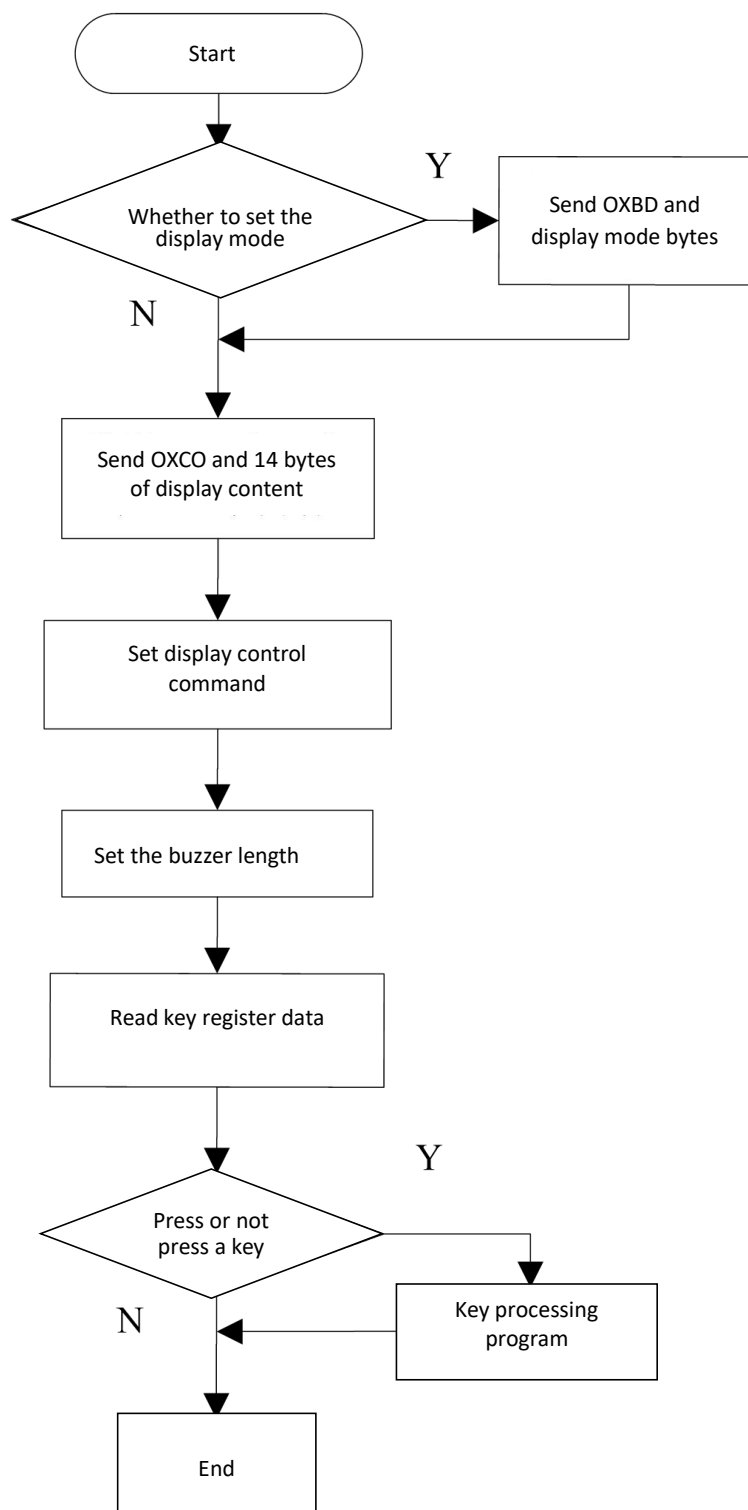 Start
Y
Whether to set the
display mode
Send OXBD and
display mode bytes
N
Send OXCO and 14 bytes
of display content
Set display control
command
Set the buzzer length
Read key register data
Y
Press or not
press a key
N
Key processing
program
End